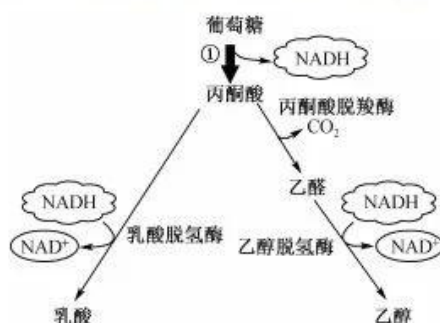 葡萄糖
① NADH
丙酮酸
丙酮酸脱羧酶
CO₂
乙醛
NADH
NADH
NAD⁺
乳酸脱氢酶
乙醇脱氢酶
NAD⁺
乳酸
乙醇